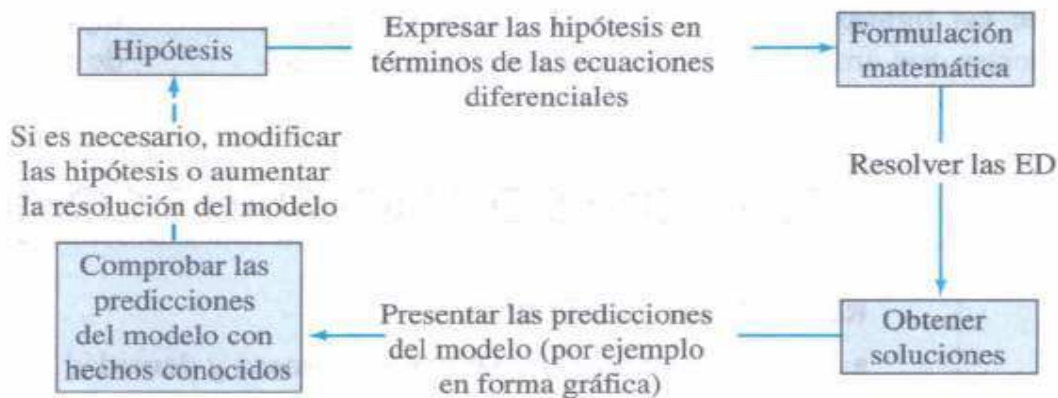 Hipótesis
Expresar las hipótesis en
términos de las ecuaciones
diferenciales
Formulación
matemática
Resolver las ED
Obtener
soluciones
Presentar las predicciones
del modelo (por ejemplo
en forma gráfica)
Comprobar las
predicciones
del modelo con
hechos conocidos
Si es necesario, modificar
las hipótesis o aumentar
la resolución del modelo